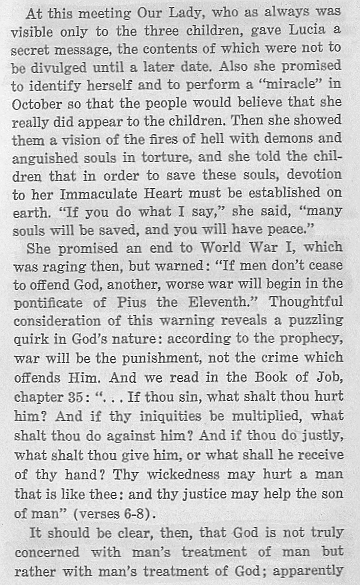 At this meeting Our Lady, who as always was
visible only to the three children, gave Lucia a
secret message, the contents of which were not to
be divulged until a later date. Also she promised
to identify herself and to perform a “miracle” in
October so that the people would believe that she
really did appear to the children. Then she showed
them a vision of the fires of hell with demons and
anguished souls in torture, and she told the chil-
dren that in order to save these souls, devotion
to her Immaculate Heart must be established on
earth. “If you do what I say,” she said, “many
souls will be saved, and you will have peace.”
She promised an end to World War I, which
was raging then, but warned: “If men don’t cease
to offend God, another, worse war will begin in the
pontificate of Pius the Eleventh.” Thoughtful
consideration of this warning reveals a puzzling
quirk in God’s nature: according to the prophecy,
war will be the punishment, not the crime which
offends Him. And we read in the Book of Job,
chapter 35: “. . . If thou sin, what shalt thou hurt
him? And if thy iniquities be multiplied, what
shalt thou do against him? And if thou do justly,
what shalt thou give him, or what shall he receive
of thy hand? Thy wickedness may hurt a man
that is like thee: and thy justice may help the son
of man” (verses 6-8).
It should be clear, then, that God is not truly
concerned with man’s treatment of man but
rather with man’s treatment of God; apparently